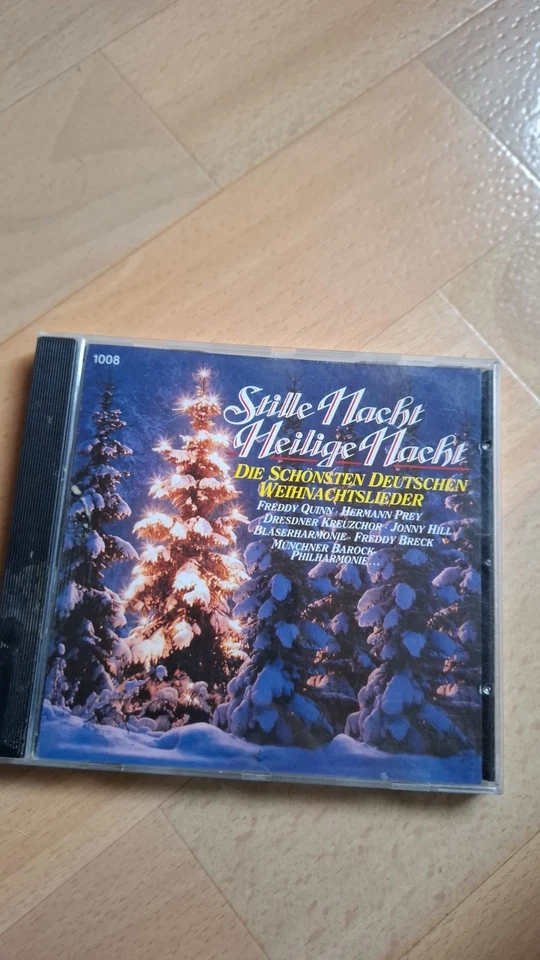 1008
Stille Nacht
Heilige Nacht
DIE SCHÖNSTEN DEUTSCHEN
WEIHNACHTSLIEDER
FREDDY QUINN · HERMANN PREY
DRESDNER KREUZCHOR · JONNY HILL
BLÄSERHARMONIE · FREDDY BRECK
MÜNCHNER BAROCK-
PHILHARMONIE...